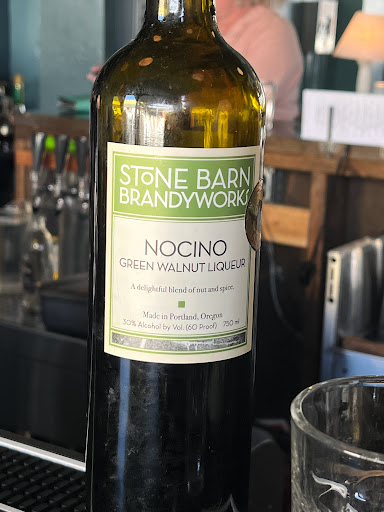 STONE BARN
BRANDYWORKS
NOCINO
GREEN WALNUT LIQUEUR
A delightful blend of nut and spice.
Made in Portland, Oregon
30% Alcohol by Vol. (60 Proof) 750 ml